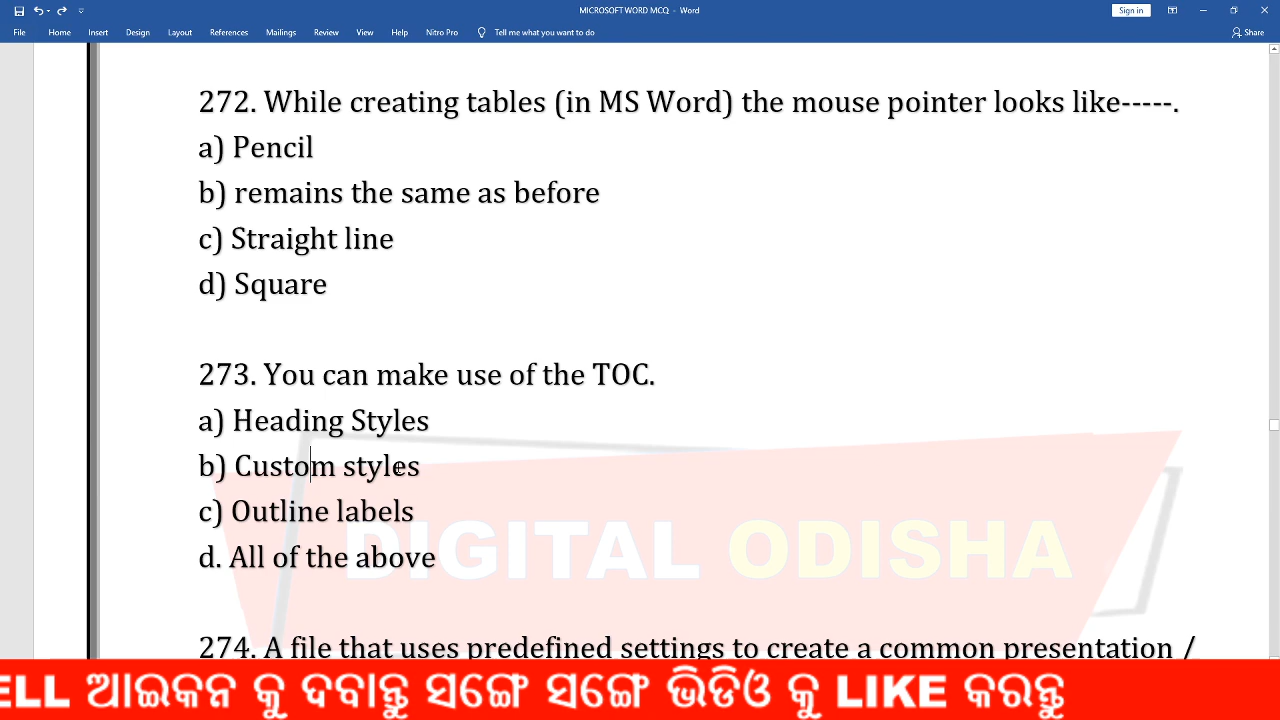 MICROSOFT WORD MCQ - Word
Sign in
File Home Insert Design Layout References Mailings Review View Help Nitro Pro Tell me what you want to do Share
272. While creating tables (in MS Word) the mouse pointer looks like-----.
a) Pencil
b) remains the same as before
c) Straight line
d) Square
273. You can make use of the TOC.
a) Heading Styles
b) Custom styles
c) Outline labels
d. All of the above
DIGITAL ODISHA
274. A file that uses predefined settings to create a common presentation /
ELL ଆଇକନ କୁ ଦବାନ୍ତୁ ସଙ୍ଗେ ସଙ୍ଗେ ଭିଡିଓ କୁ LIKE କରନ୍ତୁ